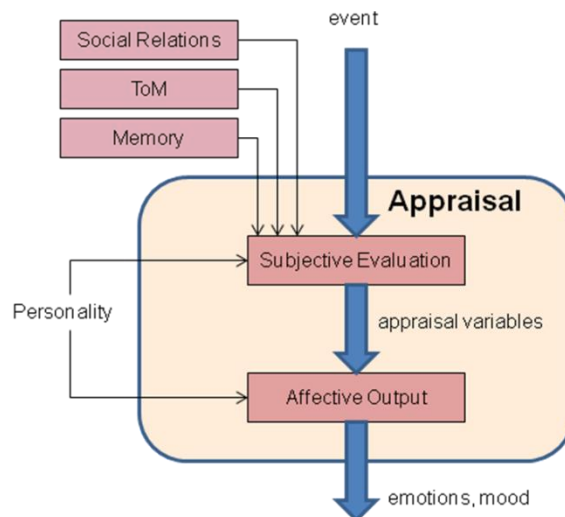 event
Social Relations
ToM
Memory
Appraisal
Subjective Evaluation
Personality
appraisal variables
Affective Output
emotions, mood